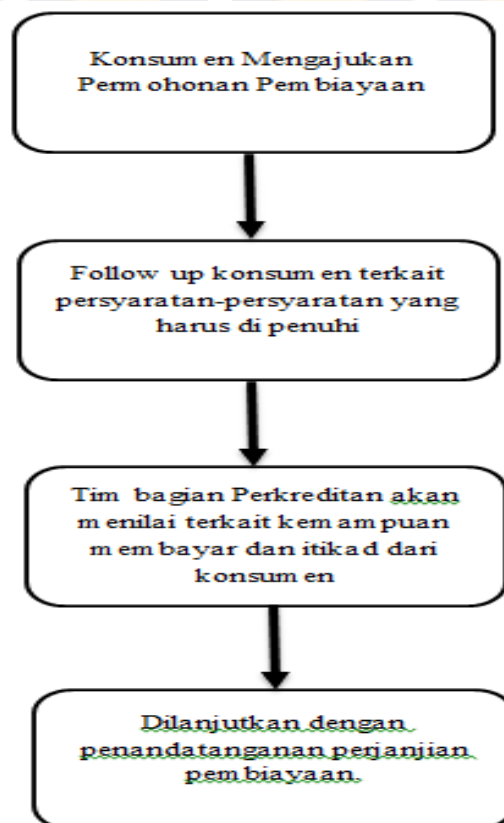 Konsumen Mengajukan
Permohonan Pembiayaan
Follow up konsumen terkait
persyaratan-persyaratan yang
harus di penuhi
Tim bagian Perkreditan akan
menilai terkait kemampuan
membayar dan itikad dari
konsumen
Dilanjutkan dengan
penandatanganan perjanjian
pembiayaan.